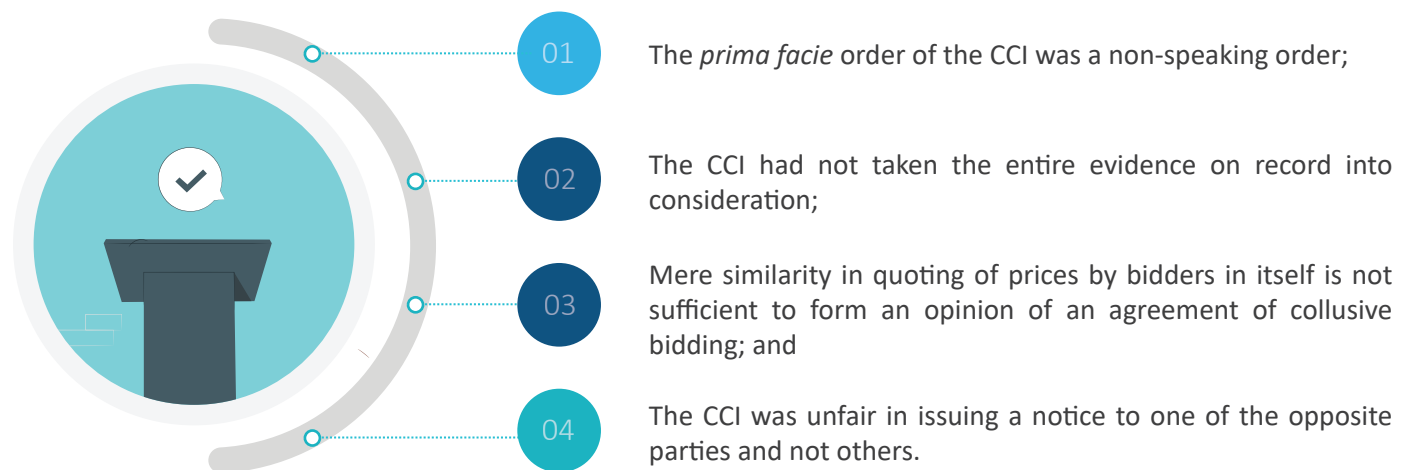 01
The prima facie order of the CCI was a non-speaking order;
02
The CCI had not taken the entire evidence on record into
consideration;
03
Mere similarity in quoting of prices by bidders in itself is not
sufficient to form an opinion of an agreement of collusive
bidding; and
04
The CCI was unfair in issuing a notice to one of the opposite
parties and not others.